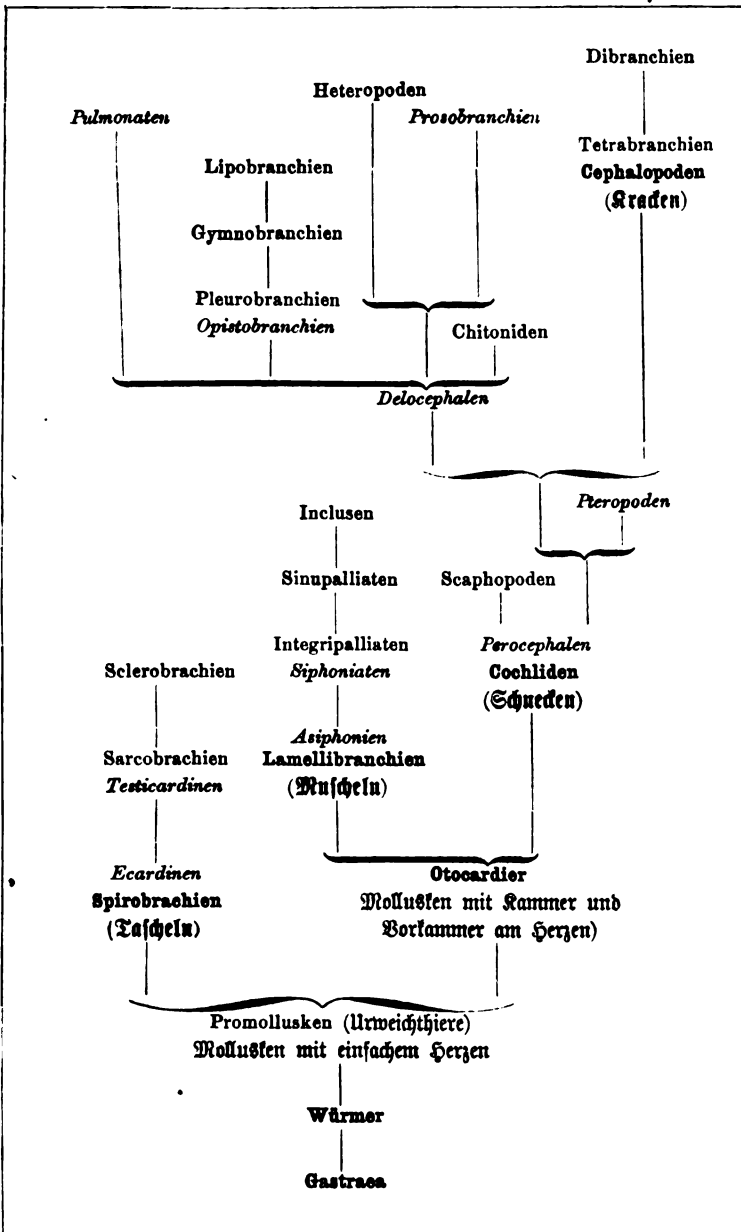 Dibranchien
Heteropoden
Pulmonaten
Prosobranchien
Tetrabranchien
Cephalopoden
(Kracken)
Lipobranchien
Gymnobranchien
Pleurobranchien
Opistobranchien
Chitoniden
Delocephalen
Pteropoden
Inclusen
Sinupalliaten
Scaphopoden
Integripalliaten
Siphoniaten
Perocephalen
Cochliden
(Schnecken)
Sclerobrachien
Asiphonien
Lamellibranchien
(Muscheln)
Sarcobrachien
Testicardinen
Ecardinen
Spirobrachien
(Tascheln)
Otocardier
Mollusken mit Kammer und
Vorkammer am Herzen)
Promollusken (Urweichthiere)
Mollusken mit einfachem Herzen
Würmer
Gastraea